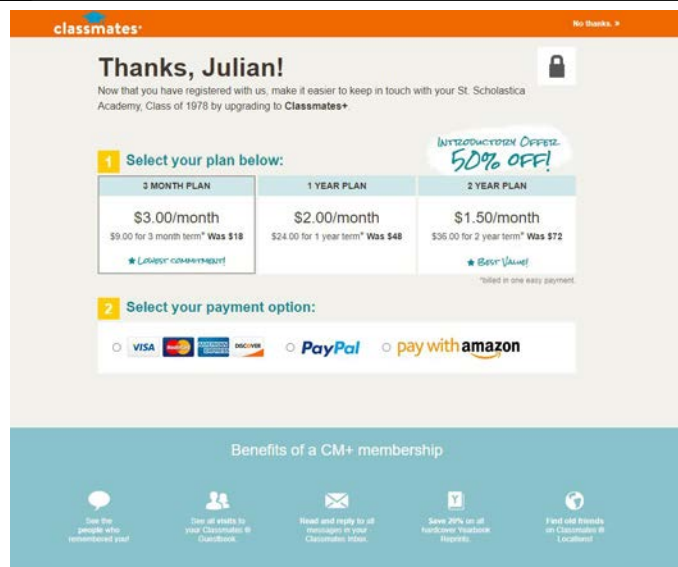 classmates
No thanks. »
Thanks, Julian!
Now that you have registered with us, make it easier to keep in touch with your St. Scholastica
Academy, Class of 1978 by upgrading to Classmates+
INTRODUCTORY OFFER
50% OFF!
1 Select your plan below:
3 MONTH PLAN 1 YEAR PLAN 2 YEAR PLAN
$3.00/month $2.00/month $1.50/month
$9.00 for 3 month term* Was $18 $24.00 for 1 year term* Was $48 $36.00 for 2 year term* Was $72
★ LOWEST COMMITMENT! ★ BEST VALUE!
*billed in one easy payment.
2 Select your payment option:
VISA MasterCard AMERICAN EXPRESS DISCOVER PayPal pay with amazon
Benefits of a CM+ membership
Y
See the See all visits to Read and reply to all Save 20% on all Find old friends
people who your Classmates ® messages in your hardcover Yearbook on Classmates ®
remembered you! Guestbook. Classmates Inbox. Reprints. Locations!